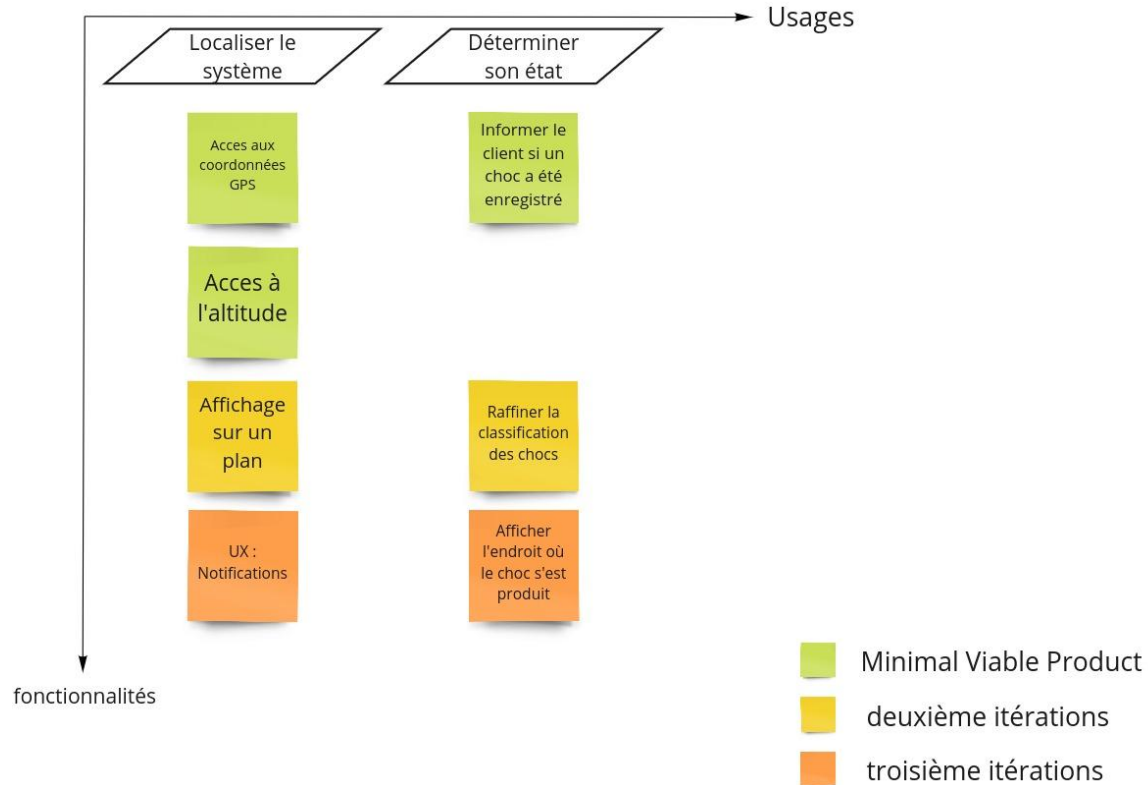 Usages
Localiser le
système
Déterminer
son état
Acces aux
coordonnées
GPS
Informer le
client si un
choc a été
enregistré
Acces à
l'altitude
Affichage
sur un
plan
Raffiner la
classification
des chocs
UX :
Notifications
Afficher
l'endroit où
le choc s'est
produit
fonctionnalités
Minimal Viable Product
deuxième itérations
troisième itérations